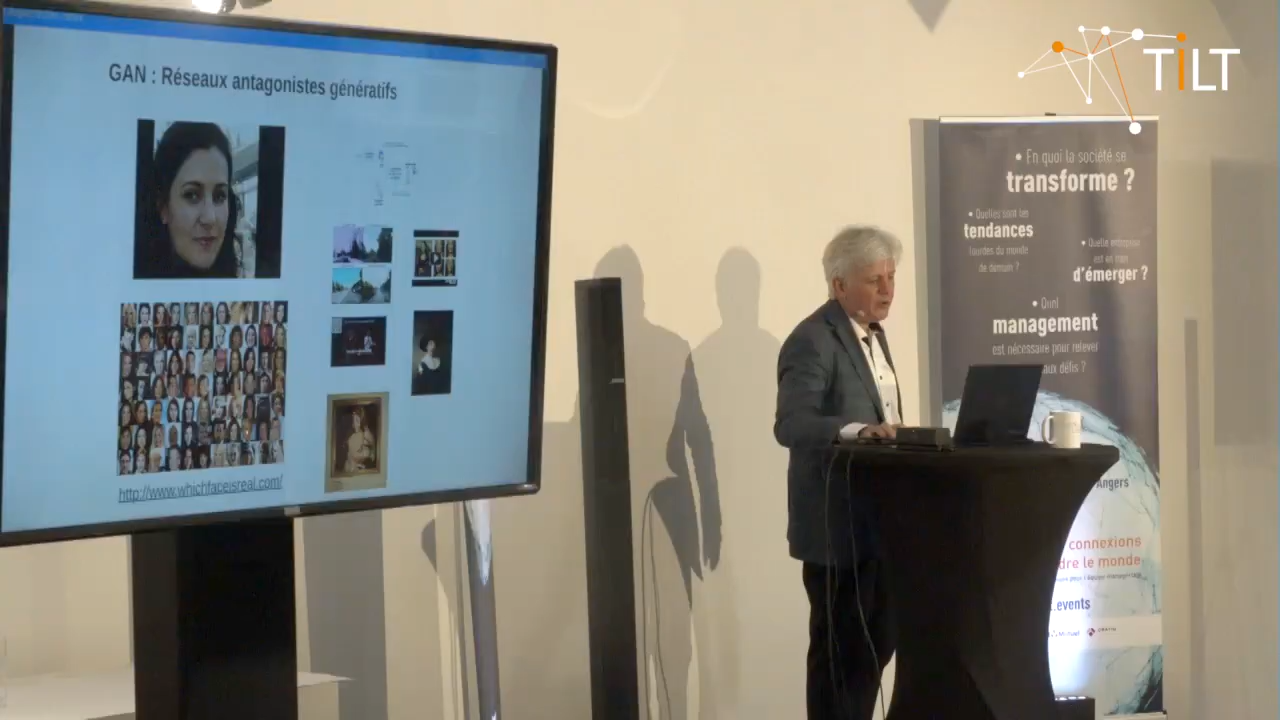 GAN : Réseaux antagonistes génératifs
http://www.whichfaceisreal.com/
TiLT
• En quoi la société se
transforme ?
• Quelles sont les
tendances
lourdes du monde
de demain ?
• Quelle entreprise
est en train
d'émerger ?
• Quel
management
est nécessaire pour relever
aux défis ?
Angers
connexions
dre le monde
.events